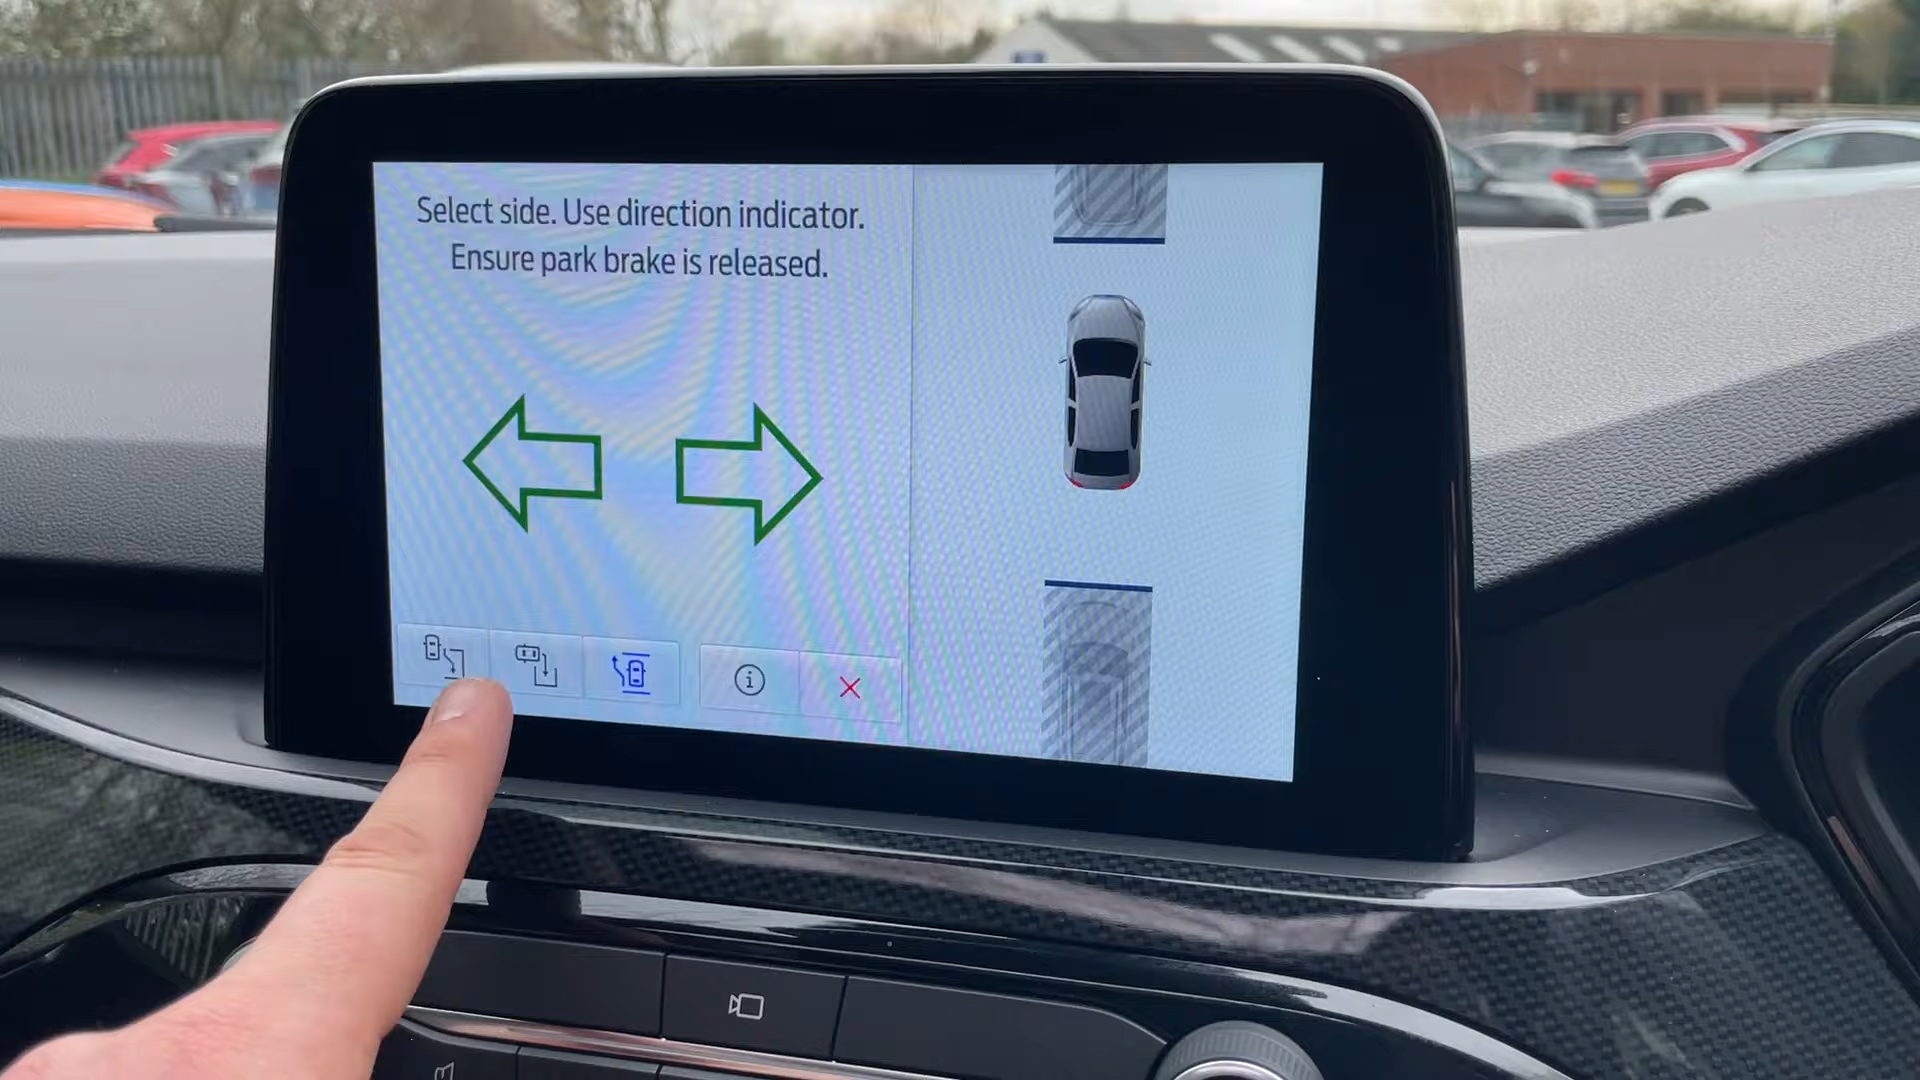 Select side. Use direction indicator.
Ensure park brake is released.